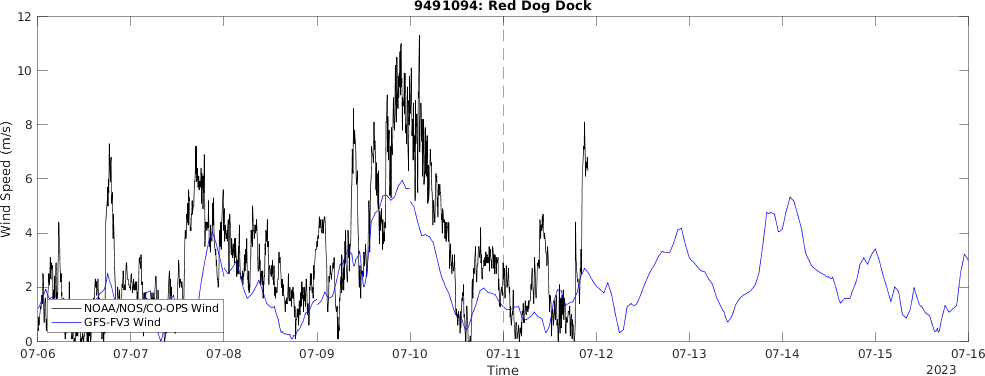 9491094: Red Dog Dock
12
10
8
6
4
2
0
Wind Speed (m/s)
NOAA/NOS/CO-OPS Wind
GFS-FV3 Wind
07-06 07-07 07-08 07-09 07-10 07-11 07-12 07-13 07-14 07-15 07-16
Time
2023